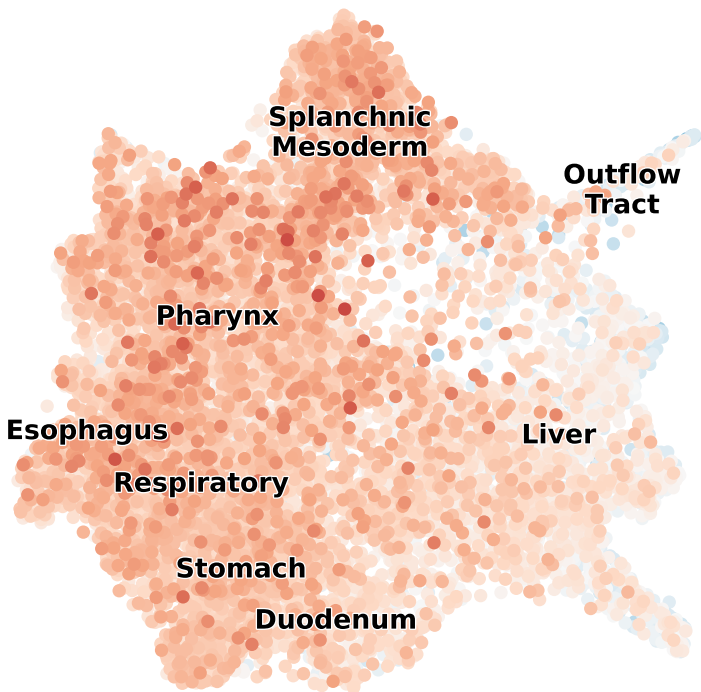 Splanchnic
Mesoderm
Outflow
Tract
Pharynx
Esophagus
Liver
Respiratory
Stomach
Duodenum